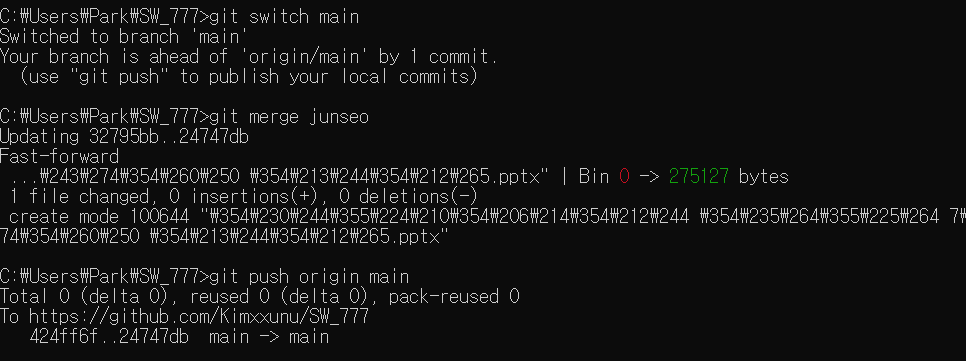 C:₩Users₩Park₩SW_777>git switch main
Switched to branch 'main'
Your branch is ahead of 'origin/main' by 1 commit.
  (use "git push" to publish your local commits)
C:₩Users₩Park₩SW_777>git merge junseo
Updating 32795bb..24747db
Fast-forward
 ...₩243₩274₩354₩260₩250 ₩354₩213₩244₩354₩212₩265.pptx" | Bin 0 -> 275127 bytes
 1 file changed, 0 insertions(+), 0 deletions(-)
 create mode 100644 "₩354₩230₩244₩355₩224₩210₩354₩206₩214₩354₩212₩244 ₩354₩235₩264₩355₩225₩264 7₩
74₩354₩260₩250 ₩354₩213₩244₩354₩212₩265.pptx"
C:₩Users₩Park₩SW_777>git push origin main
Total 0 (delta 0), reused 0 (delta 0), pack-reused 0
To https://github.com/Kimxxunu/SW_777
   424ff6f..24747db  main -> main